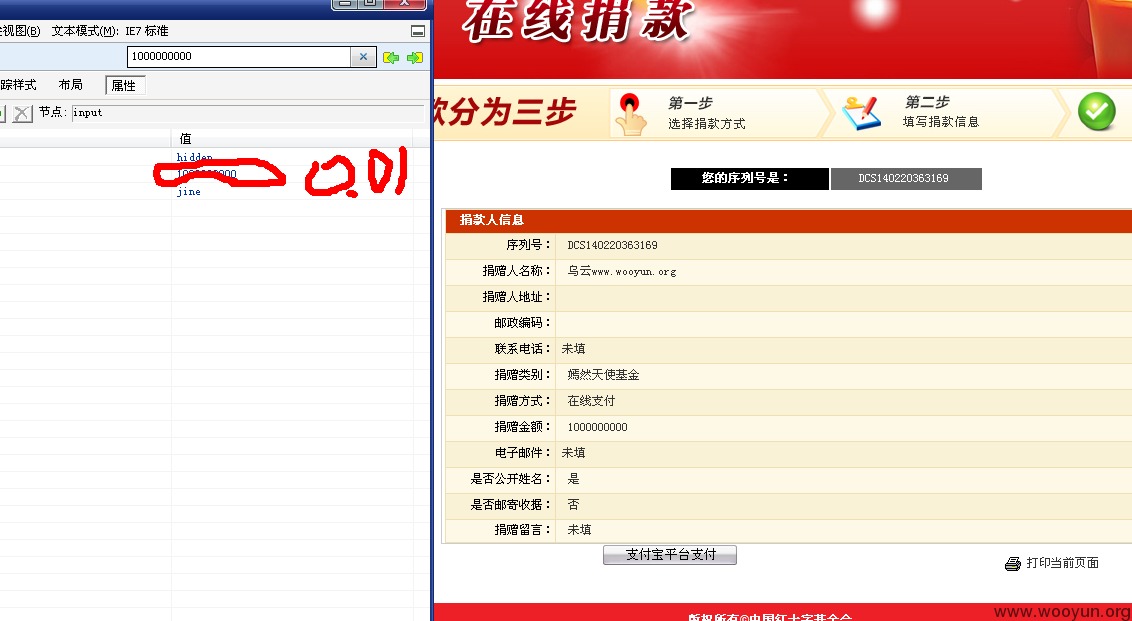 视图(B) 文本模式(M): IE7 标准
1000000000
踪样式 布局 属性
节点: input
值
hidden
0.01
jine
在线捐款
款分为三步
第一步
选择捐款方式
第二步
填写捐款信息
您的序列号是： DCS140220363169
捐款人信息
序列号： DCS140220363169
捐赠人名称： 乌云www.wooyun.org
捐赠人地址：
邮政编码：
联系电话： 未填
捐赠类别： 嫣然天使基金
捐赠方式： 在线支付
捐赠金额： 1000000000
电子邮件： 未填
是否公开姓名： 是
是否邮寄收据： 否
捐赠留言： 未填
支付宝平台支付
打印当前页面
版权所有©中国红十字基金会
www.wooyun.org